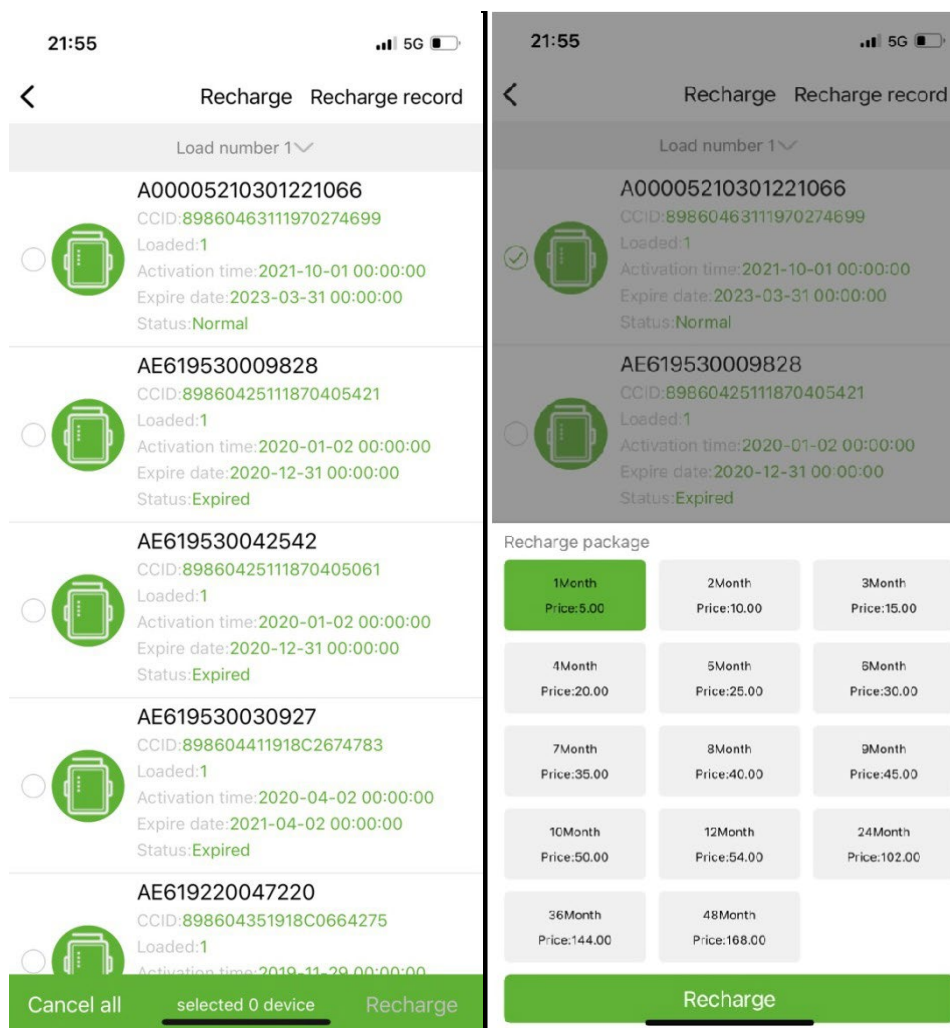 21:55
5G
Recharge
Recharge record
Load number 1
A00005210301221066
CCID:89860463111970274699
Loaded:1
Activation time:2021-10-01 00:00:00
Expire date:2023-03-31 00:00:00
Status:Normal
AE619530009828
CCID:89860425111870405421
Loaded:1
Activation time:2020-01-02 00:00:00
Expire date:2020-12-31 00:00:00
Status:Expired
AE619530042542
CCID:89860425111870405061
Loaded:1
Activation time:2020-01-02 00:00:00
Expire date:2020-12-31 00:00:00
Status:Expired
AE619530030927
CCID:898604411918C2674783
Loaded:1
Activation time:2020-04-02 00:00:00
Expire date:2021-04-02 00:00:00
Status:Expired
AE619220047220
CCID:898604351918C0664275
Loaded:1
Activation time:2019-11-29 00:00:00
Cancel all
selected 0 device
Recharge
21:55
5G
Recharge
Recharge record
Load number 1
A00005210301221066
CCID:89860463111970274699
Loaded:1
Activation time:2021-10-01 00:00:00
Expire date:2023-03-31 00:00:00
Status:Normal
AE619530009828
CCID:89860425111870405421
Loaded:1
Activation time:2020-01-02 00:00:00
Expire date:2020-12-31 00:00:00
Status:Expired
Recharge package
1Month
Price:5.00
2Month
Price:10.00
3Month
Price:15.00
4Month
Price:20.00
5Month
Price:25.00
6Month
Price:30.00
7Month
Price:35.00
8Month
Price:40.00
9Month
Price:45.00
10Month
Price:50.00
12Month
Price:54.00
24Month
Price:102.00
36Month
Price:144.00
48Month
Price:168.00
Recharge